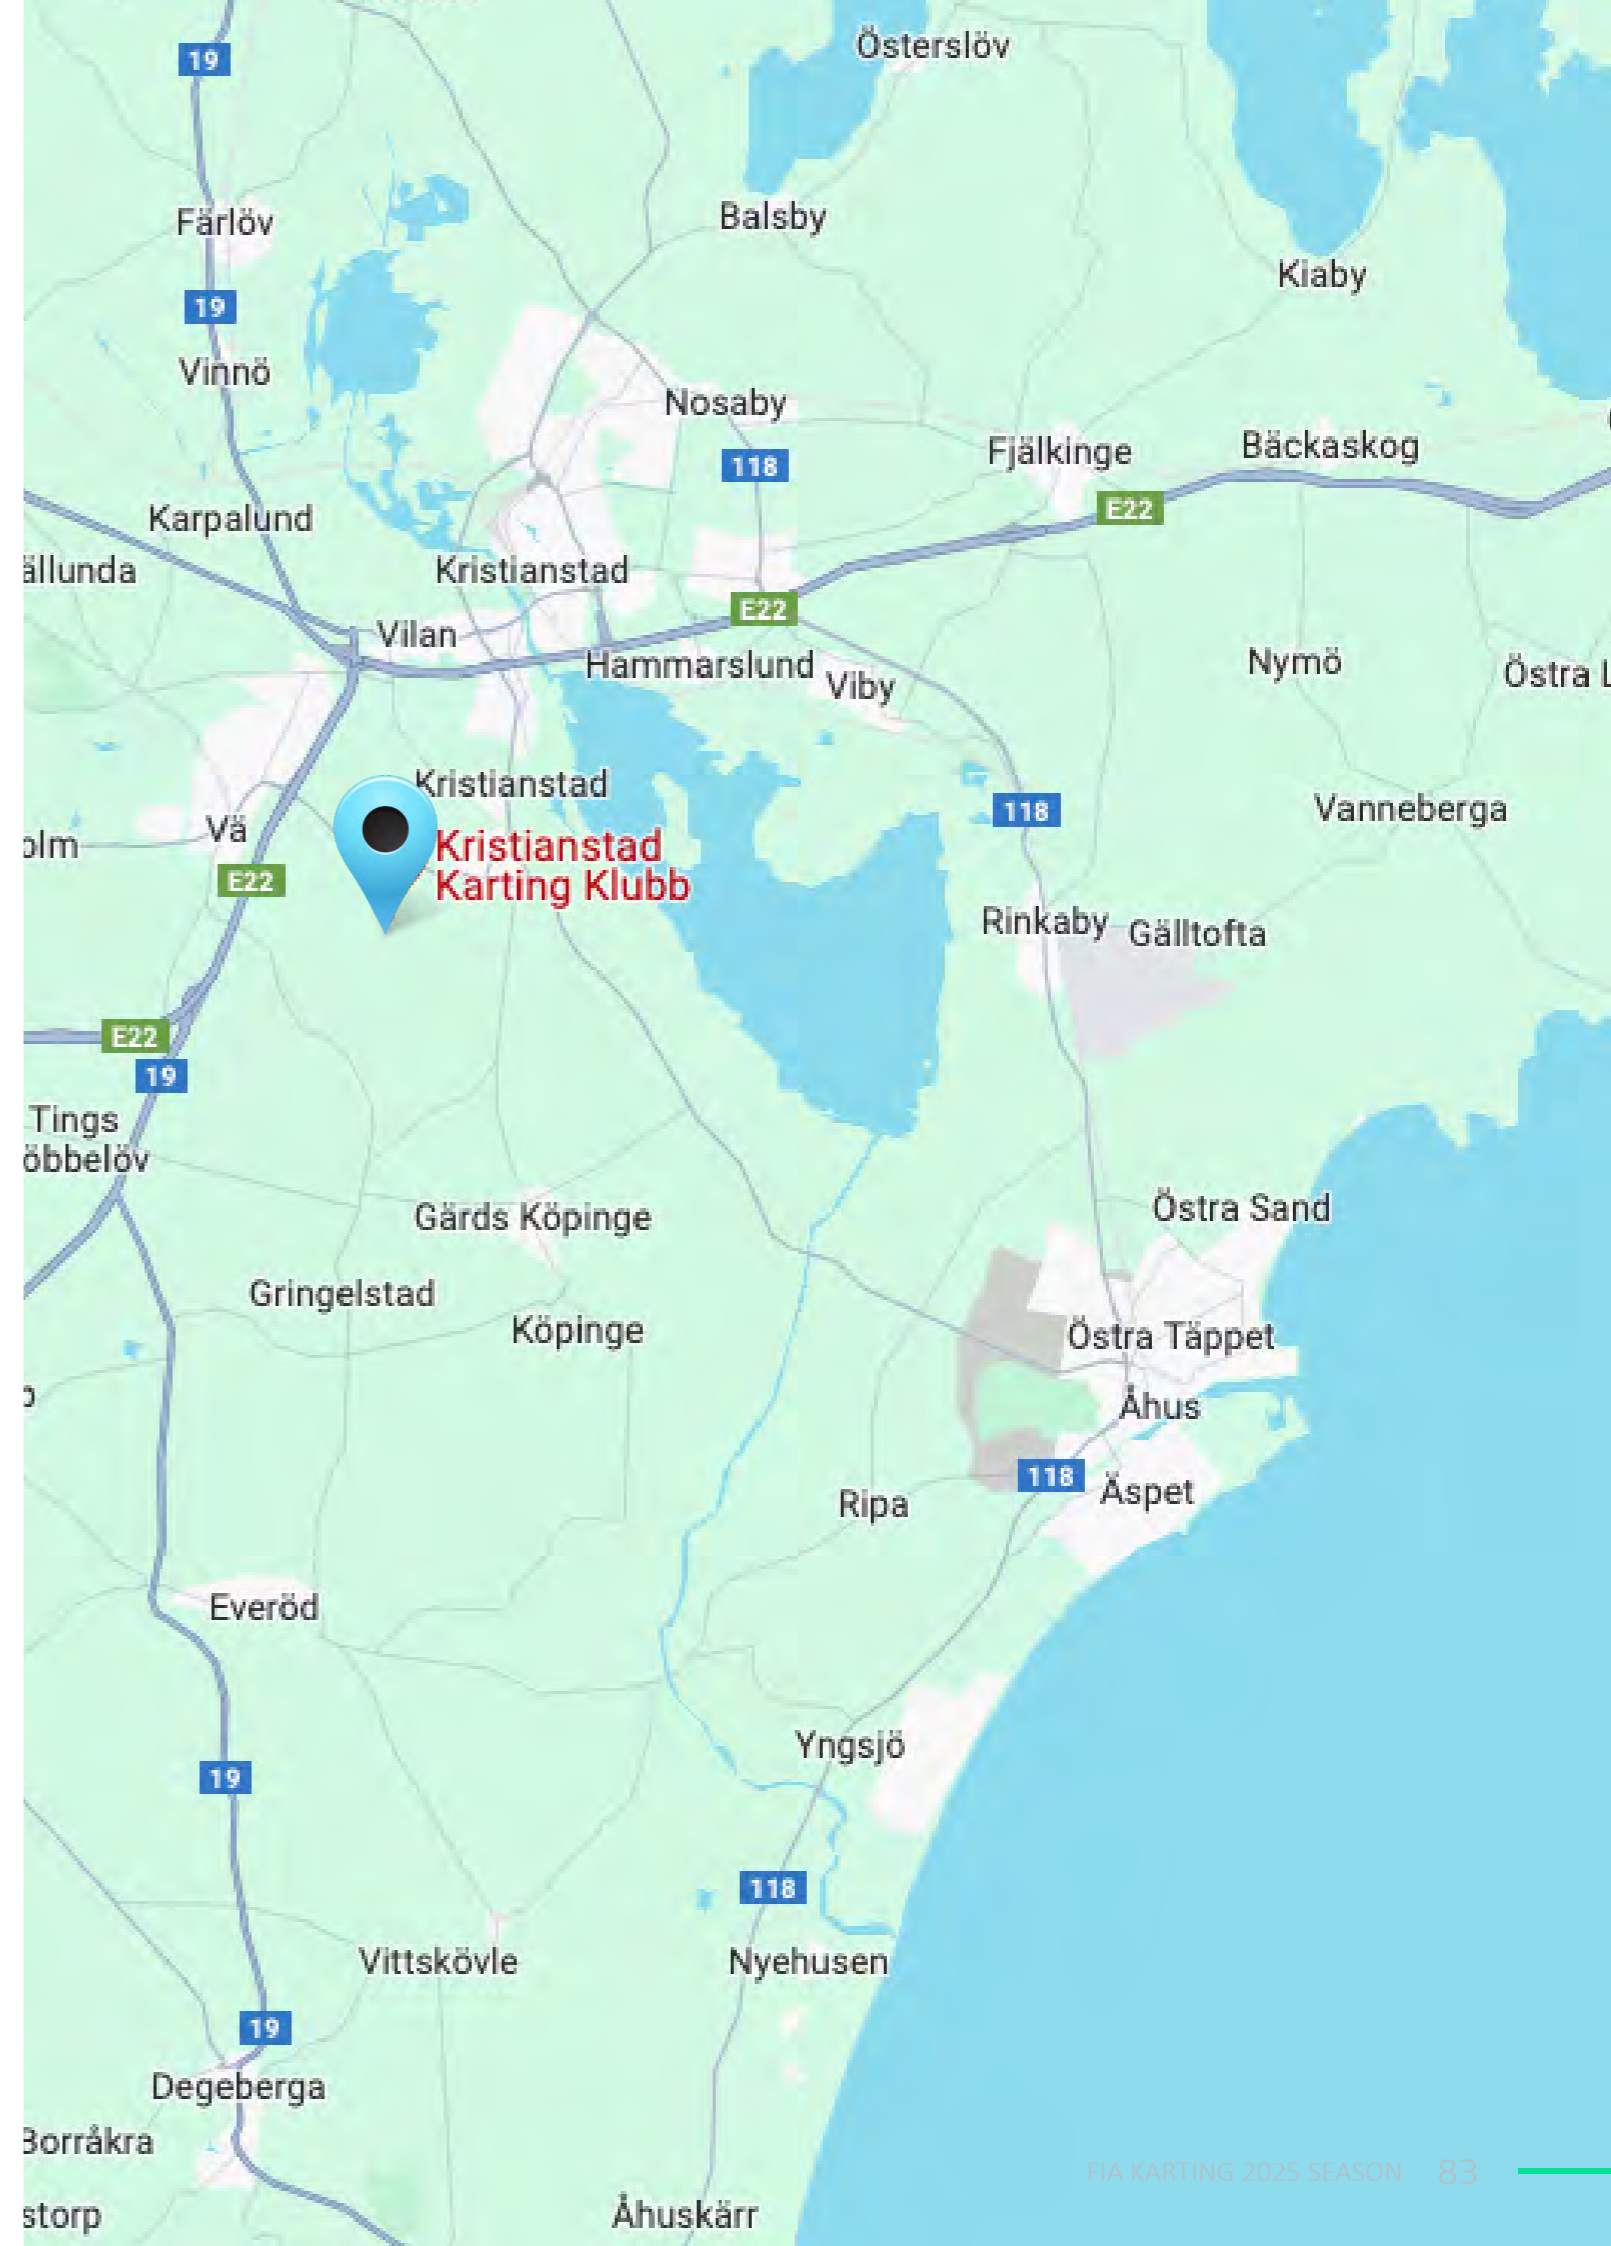 19
Österslöv
Färlöv
Balsby
Kiaby
19
Vinnö
Nosaby
118
Fjälkinge
Bäckaskog
E22
Karpalund
ällunda
Kristianstad
E22
Vilan
Hammarslund
Viby
Nymö
Östra L
Kristianstad
118
Vanneberga
Vä
olm
Kristianstad
Karting Klubb
E22
Rinkaby
Gälltofta
E22
19
Tings
öbbelöv
Östra Sand
Gärds Köpinge
Gringelstad
Köpinge
Östra Täppet
Åhus
118
Äspet
Ripa
Everöd
Yngsjö
19
118
Vittskövle
Nyehusen
19
Degeberga
Borråkra
FIA KARTING 2025 SEASON 83
storp
Åhuskärr